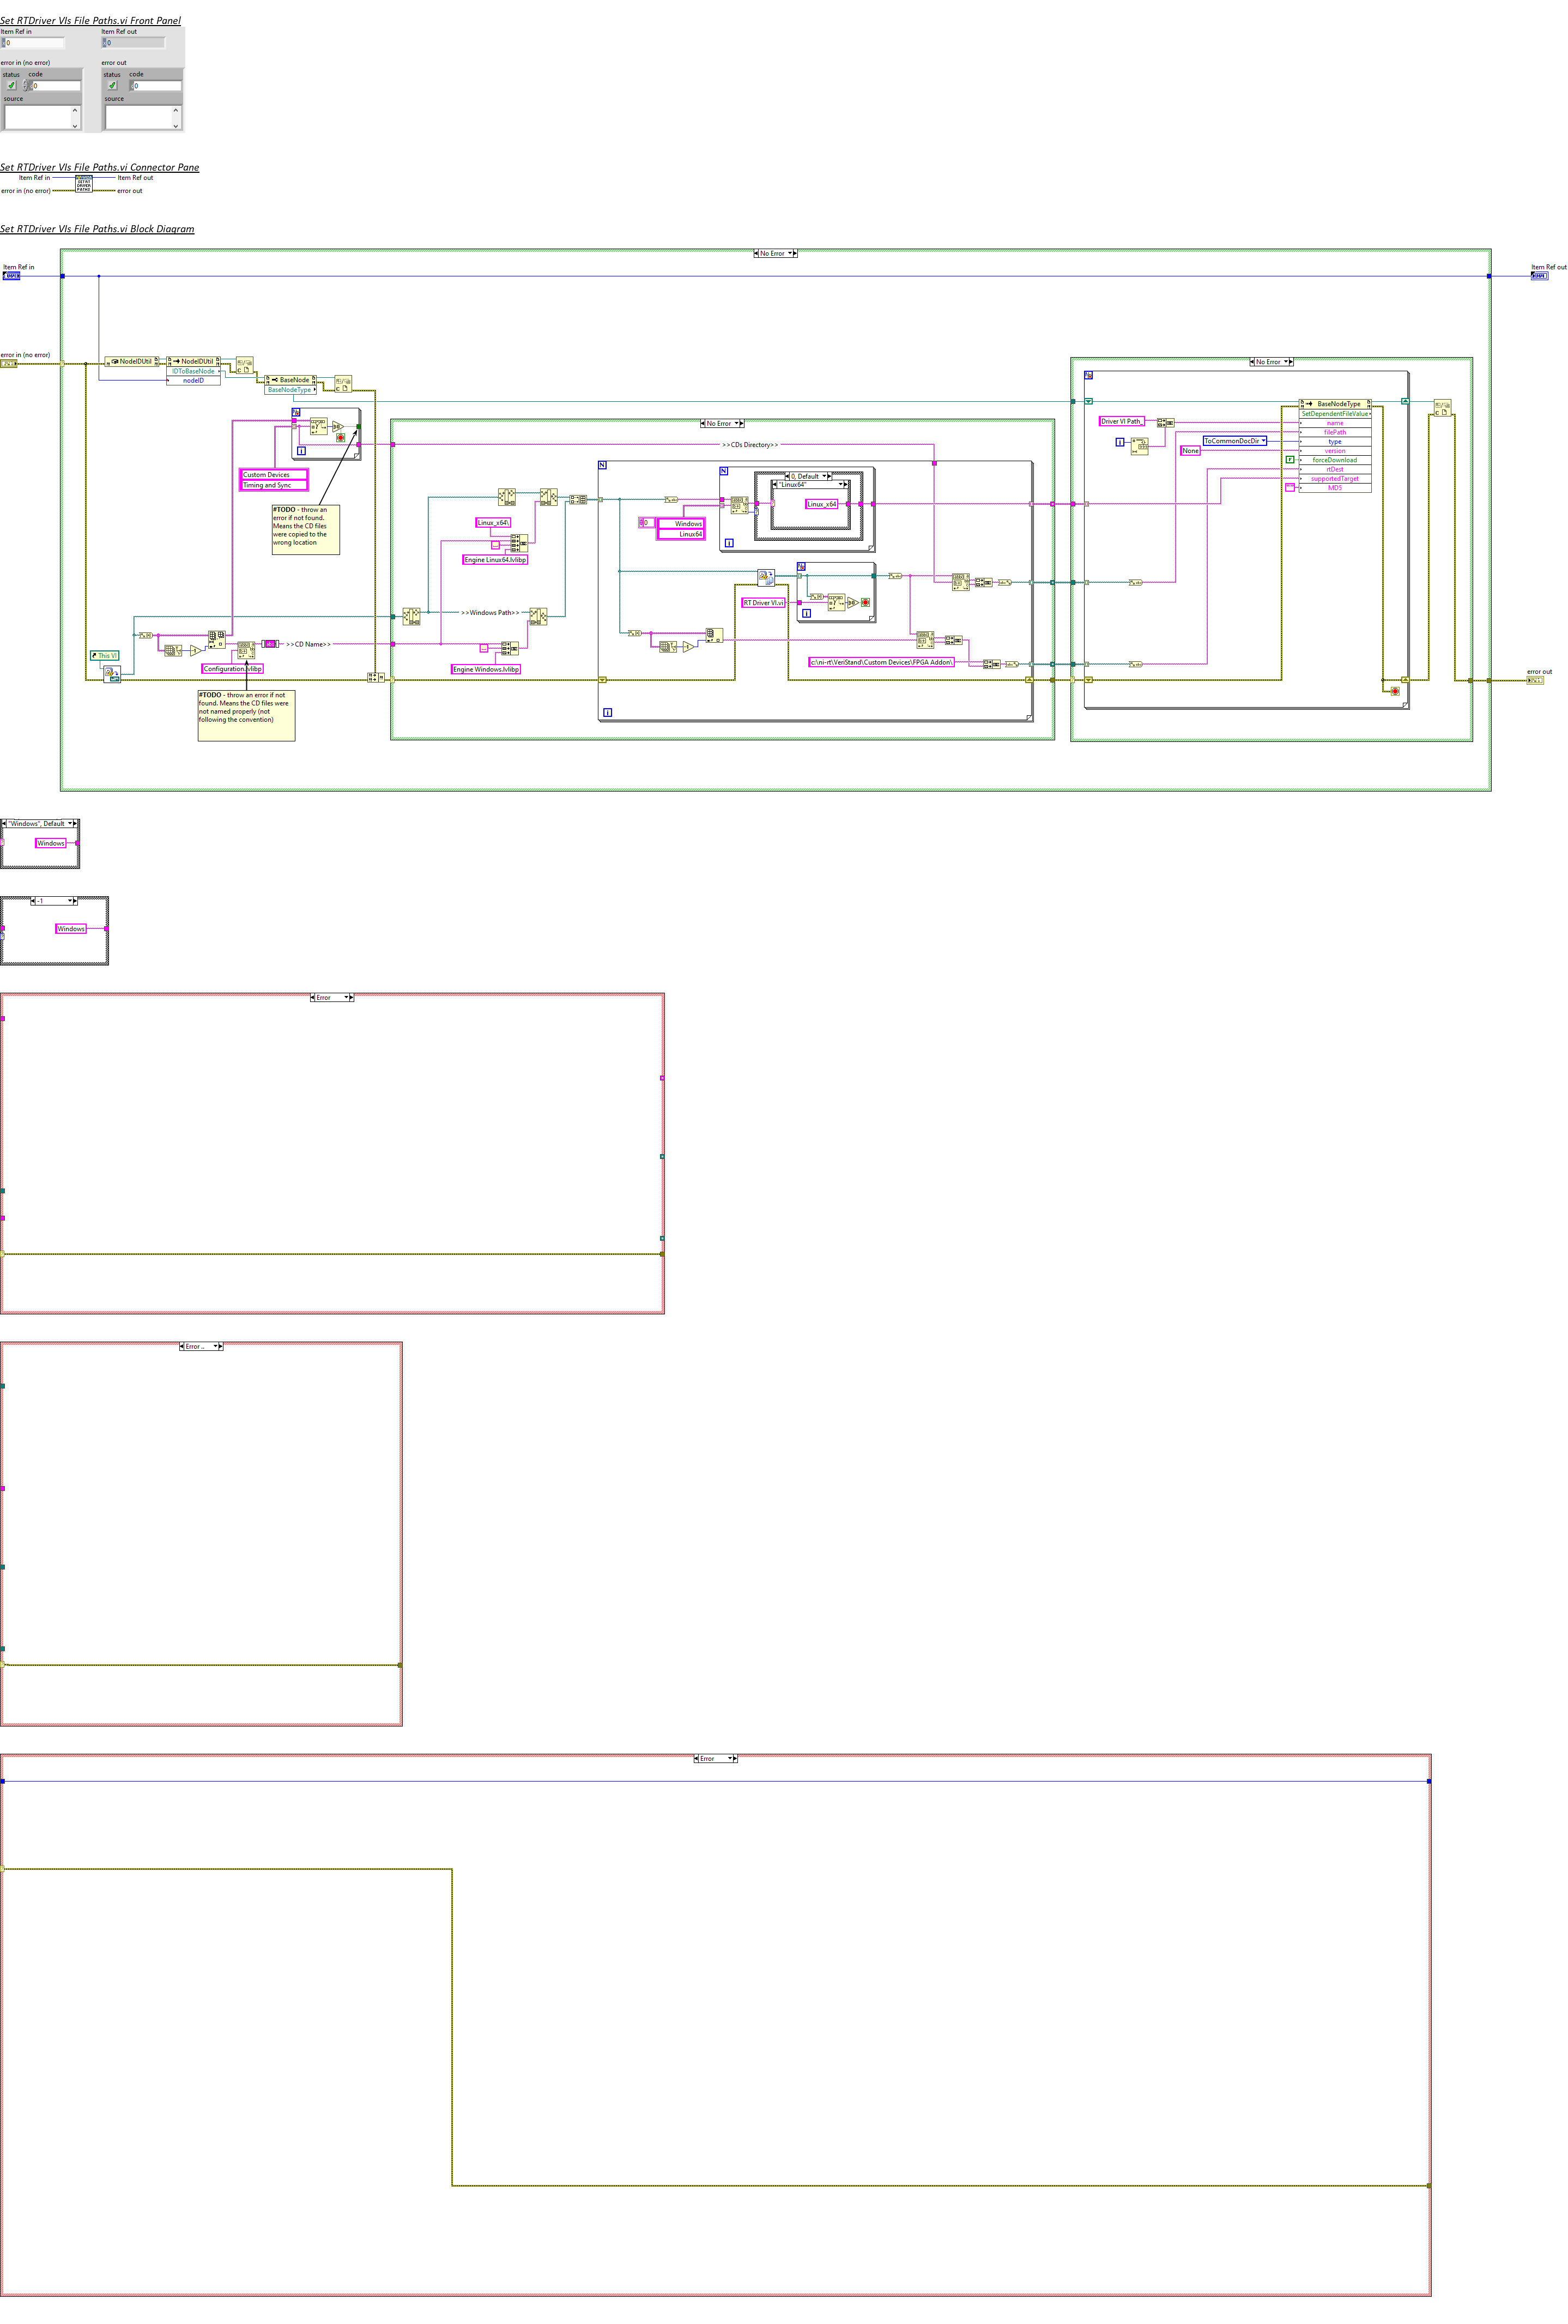 Set RTDriver VIs File Paths.vi Front Panel
Item Ref in
Item Ref out
0
0
error in (no error)
error out
status
code
status
code
0
0
source
source
Set RTDriver VIs File Paths.vi Connector Pane
Item Ref in
Item Ref out
error in (no error)
error out
Set RTDriver VIs File Paths.vi Block Diagram
No Error
Item Ref in
Item Ref out
error in (no error)
NodeIDUtil
NodeIDUtil
IDToBaseNode
nodeID
BaseNode
BaseNodeType
No Error
BaseNodeType
SetDependentFileValue
name
filePath
type
version
forceDownload
rtDest
supportedTarget
MD5
Driver VI Path_
ToCommonDocDir
None
i
F
No Error
>>CDs Directory>>
N
N
0, Default
"Linux64"
Linux_x64
0
Windows
Linux64
i
Custom Devices
Timing and Sync
i
#TODO - throw an
error if not found.
Means the CD files
were copied to the
wrong location
Linux_x64\
Engine Linux64.lvlibp
>>Windows Path>>
RT Driver VI.vi
i
>>CD Name>>
This VI
Configuration.lvlibp
Engine Windows.lvlibp
c:\ni-rt\VeriStand\Custom Devices\FPGA Addon\
error out
#TODO - throw an error if not
found. Means the CD files were
not named properly (not
following the convention)
i
"Windows", Default
Windows
-1
Windows
Error
Error
Error